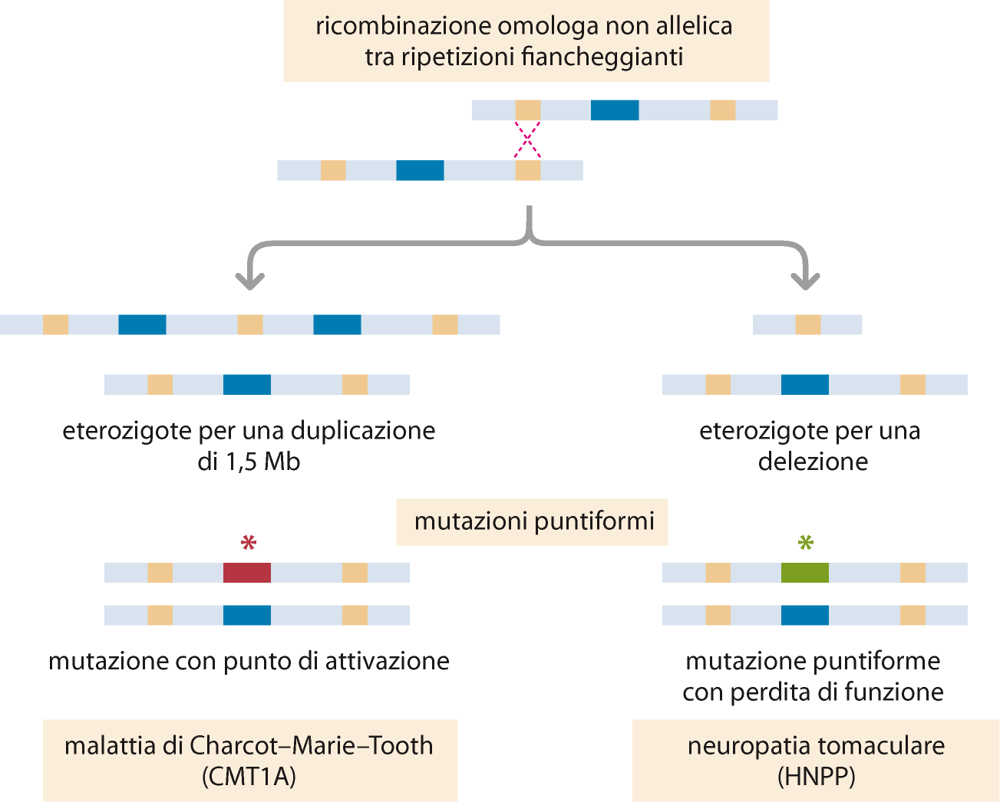 ricombinazione omologa non allelica
tra ripetizioni fiancheggianti
eterozigote per una duplicazione
di 1,5 Mb
eterozigote per una
delezione
mutazioni puntiformi
*
*
mutazione con punto di attivazione
mutazione puntiforme
con perdita di funzione
malattia di Charcot–Marie–Tooth
(CMT1A)
neuropatia tomaculare
(HNPP)